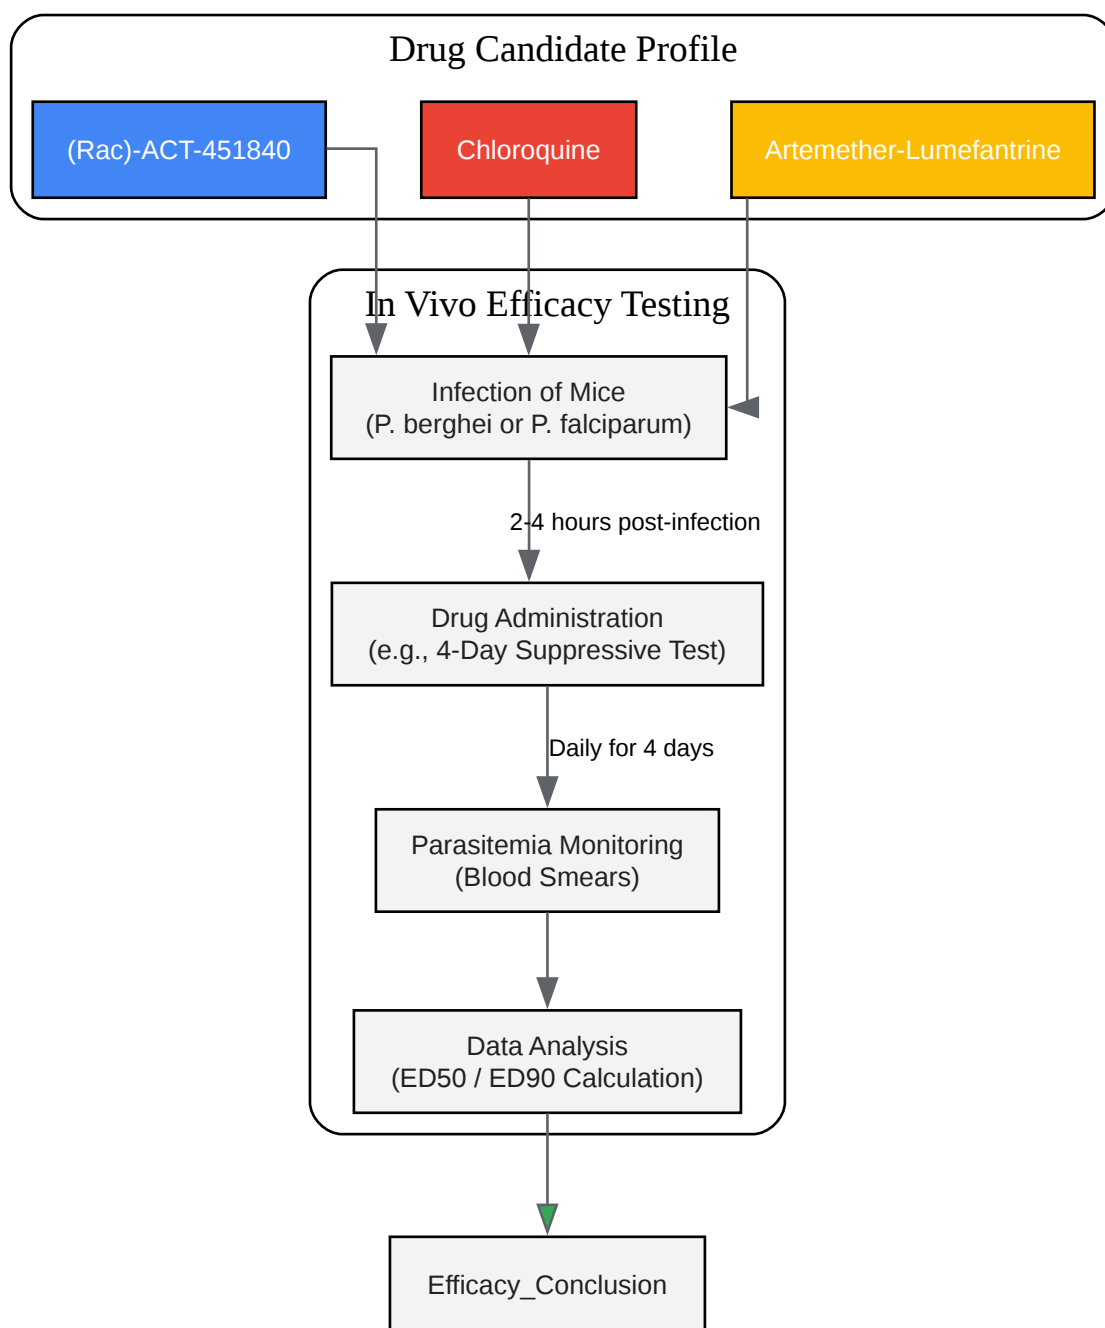 Drug Candidate Profile
(Rac)-ACT-451840
Chloroquine
Artemether-Lumefantrine
In Vivo Efficacy Testing
Infection of Mice
(P. berghei or P. falciparum)
2-4 hours post-infection
Drug Administration
(e.g., 4-Day Suppressive Test)
Daily for 4 days
Parasitemia Monitoring
(Blood Smears)
Data Analysis
(ED50 / ED90 Calculation)
Efficacy_Conclusion